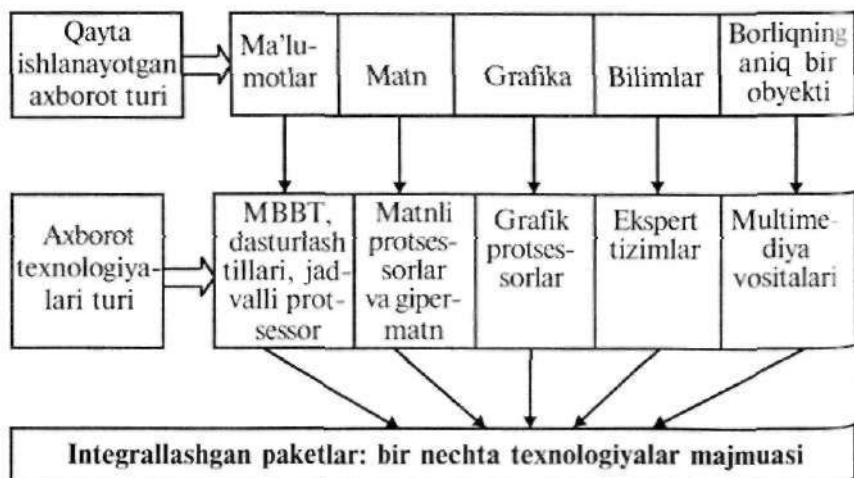 Qayta
ishlanayotgan
axborot turi
Ma'lu-
motlar
Matn
Grafika
Bilimlar
Borliqning
aniq bir
obyekti
Axborot
texnologiya-
lari turi
MBBT,
dasturlash
tillari, jad-
valli prot-
sessor
Matnli
protses-
sorlar
va giper-
matn
Grafik
protses-
sorlar
Ekspert
tizimlar
Multime-
diya
vositalari
Integrallashgan paketlar: bir nechta texnologiyalar majmuasi